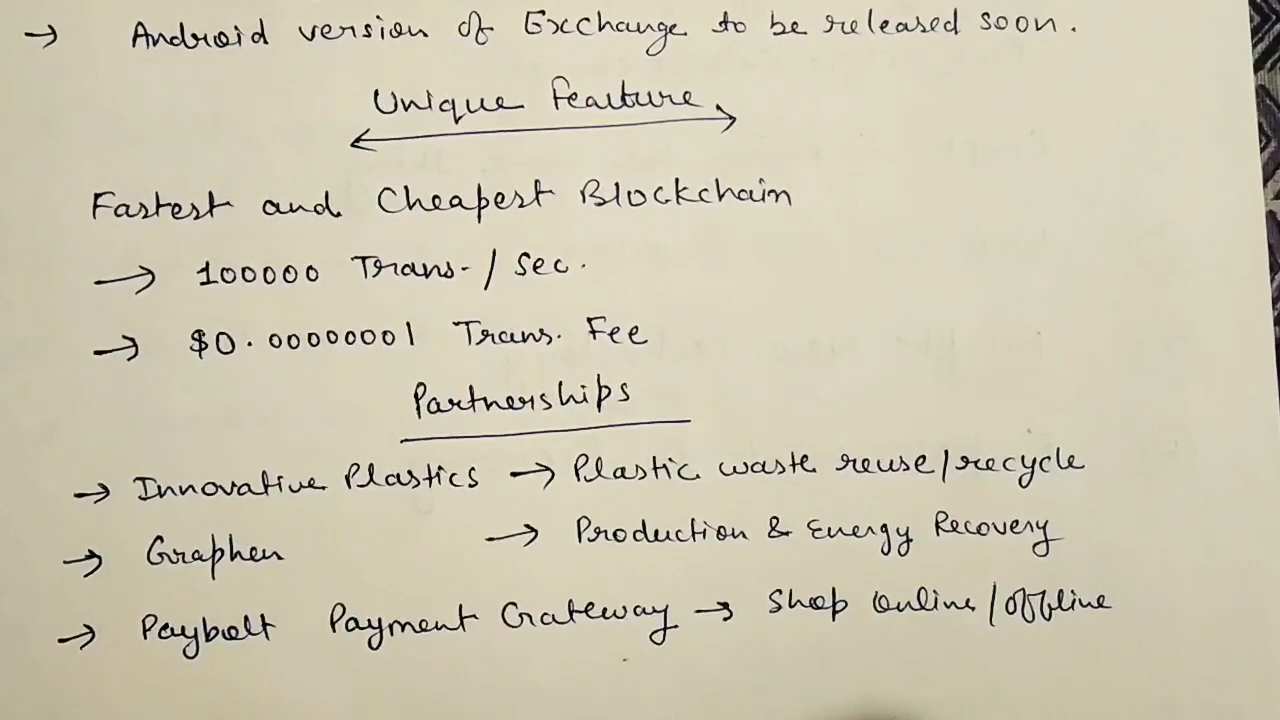 → Android version of Exchange to be released soon.
Unique Feature
Fastest and Cheapest Blockchain
→ 100000 Trans./Sec.
→ $0.00000001 Trans. Fee
Partnerships
→ Innovative Plastics → Plastic waste reuse/recycle
→ Graphen → Production & Energy Recovery
→ Paybolt Payment Gateway → Shop Online/Offline